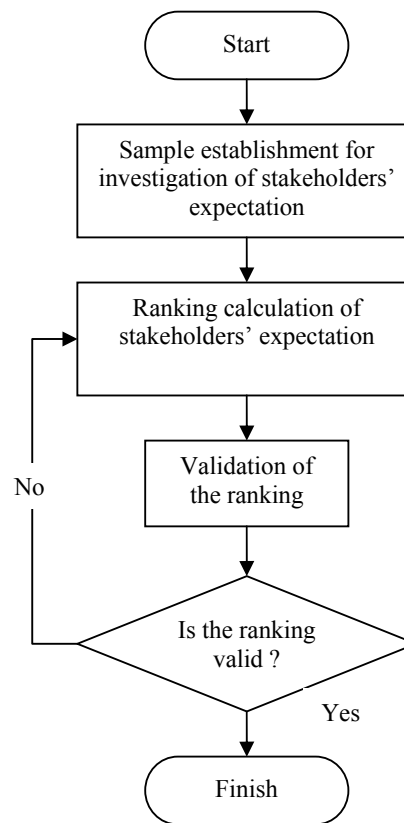 Start
Sample establishment for
investigation of stakeholders’
expectation
Ranking calculation of
stakeholders’ expectation
Validation of
the ranking
No
Is the ranking
valid ?
Yes
Finish